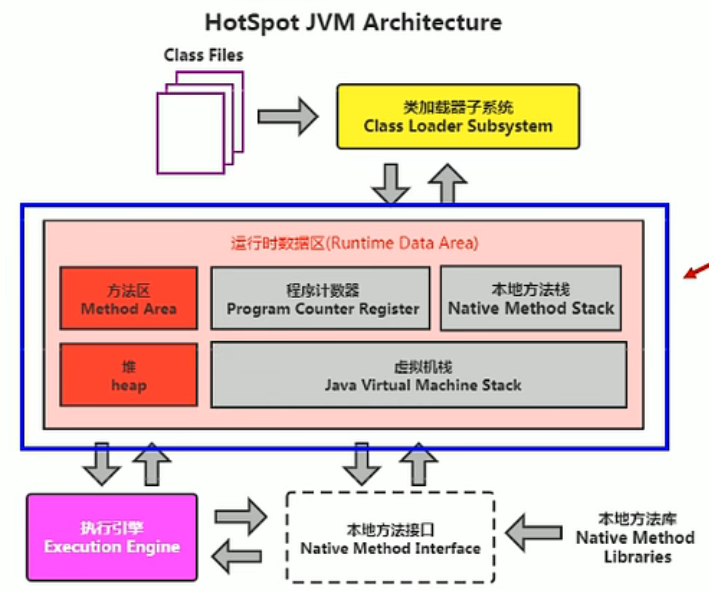 HotSpot JVM Architecture
Class Files
类加载器子系统
Class Loader Subsystem
运行时数据区(Runtime Data Area)
方法区
Method Area
程序计数器
Program Counter Register
本地方法栈
Native Method Stack
堆
heap
虚拟机栈
Java Virtual Machine Stack
执行引擎
Execution Engine
本地方法接口
Native Method Interface
本地方法库
Native Method
Libraries